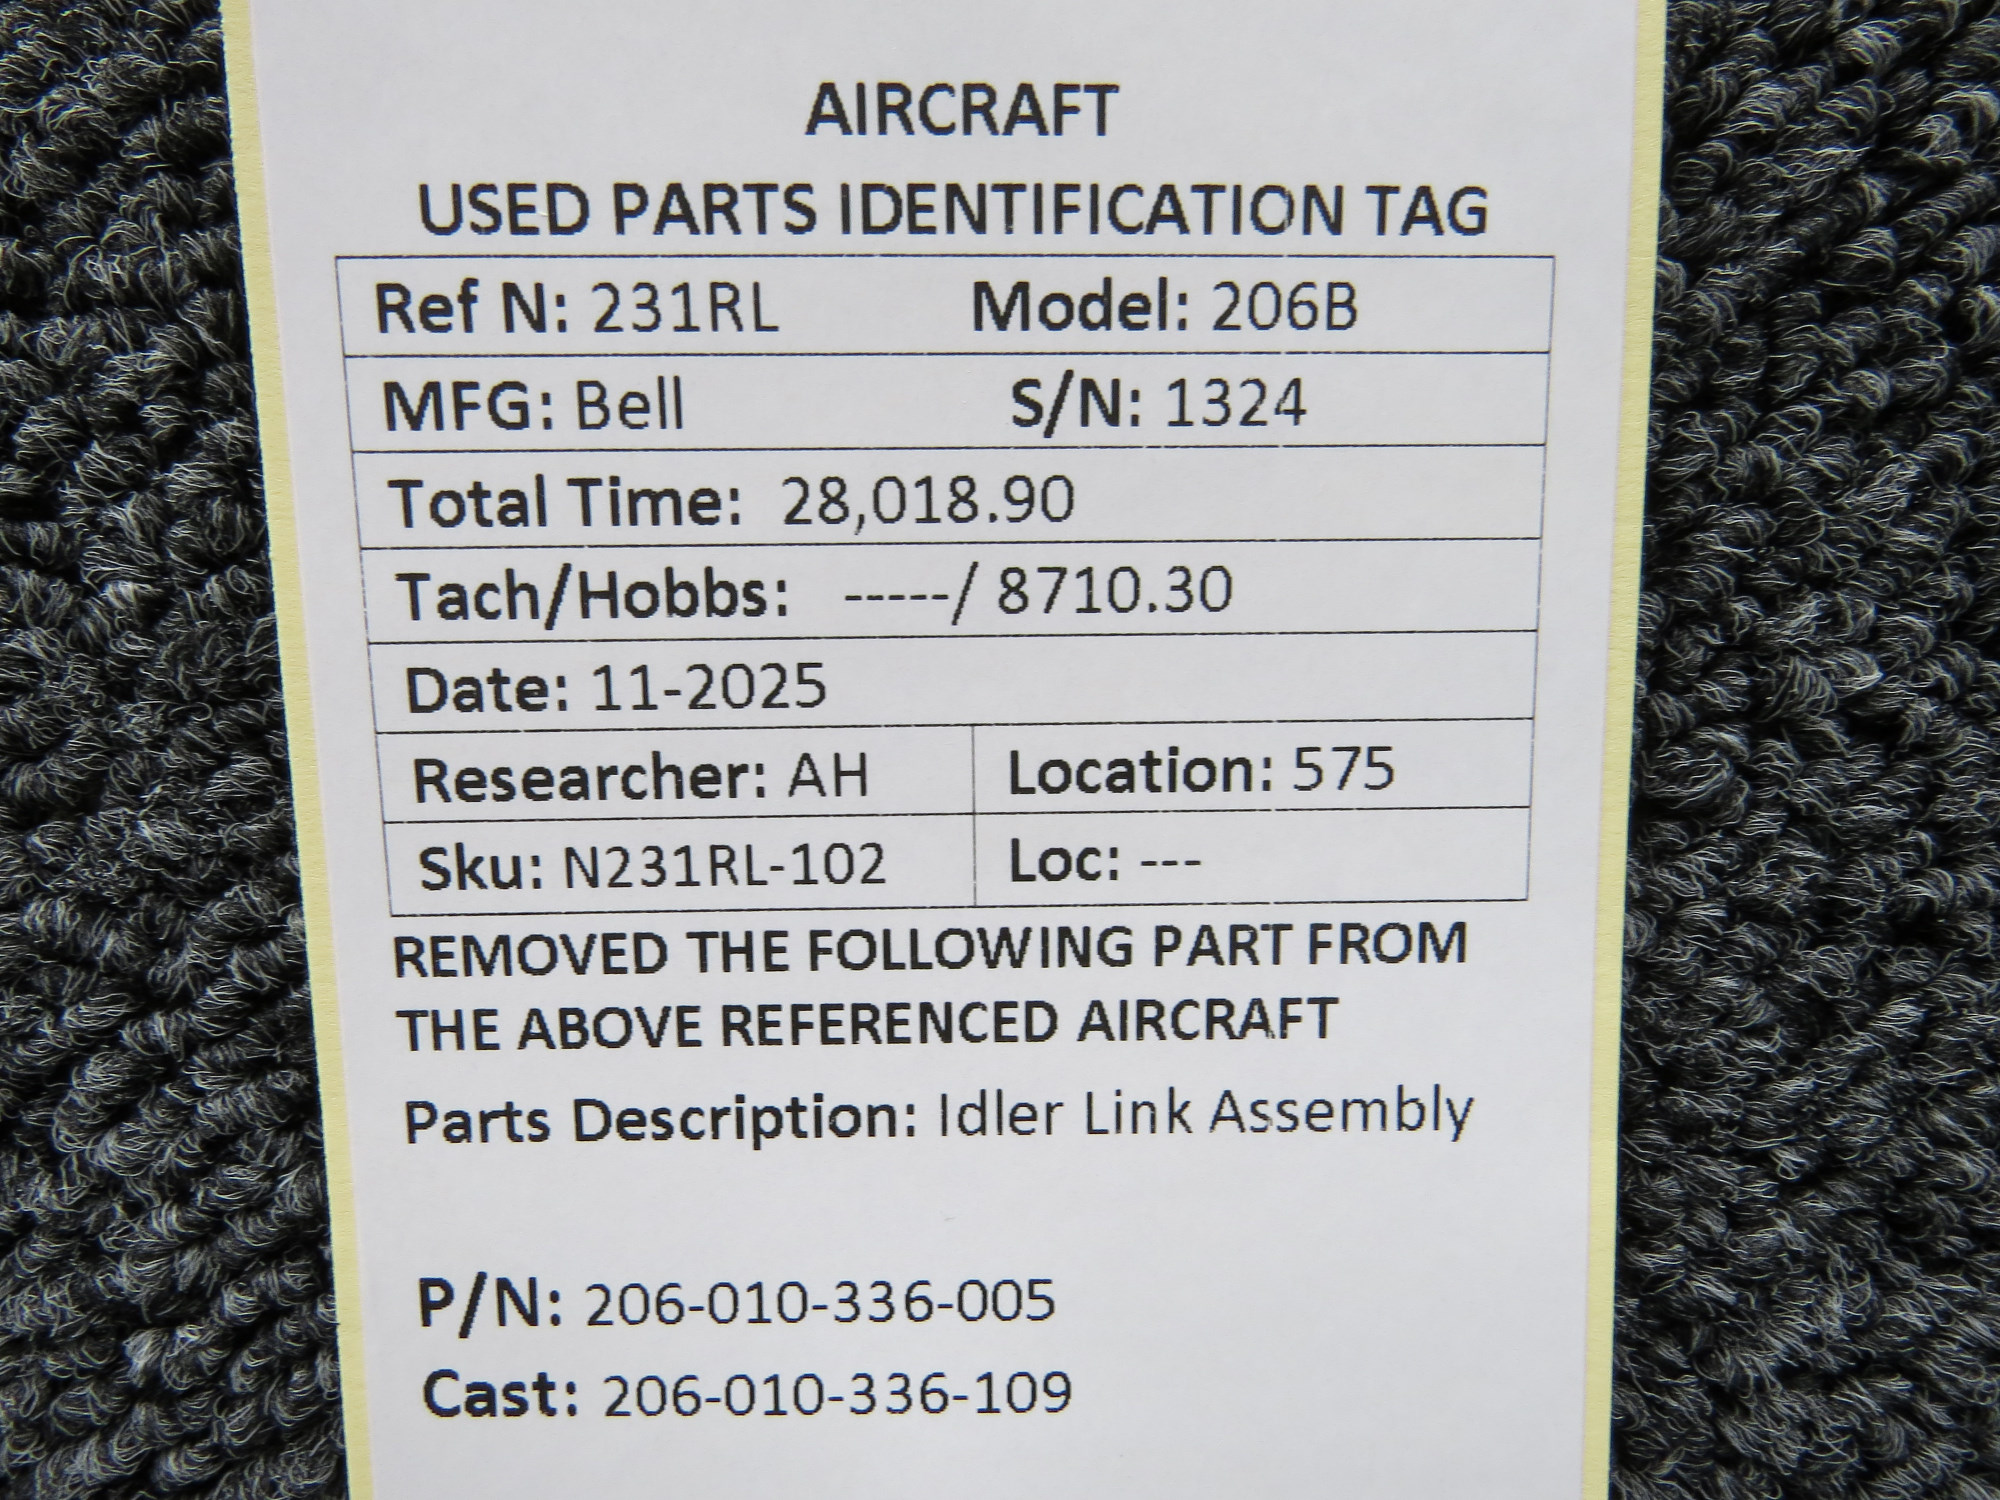 AIRCRAFT
USED PARTS IDENTIFICATION TAG
Ref N: 231RL Model: 206B
MFG: Bell S/N: 1324
Total Time: 28,018.90
Tach/Hobbs: -----/ 8710.30
Date: 11-2025
Researcher: AH Location: 575
Sku: N231RL-102 Loc: ---
REMOVED THE FOLLOWING PART FROM
THE ABOVE REFERENCED AIRCRAFT
Parts Description: Idler Link Assembly
P/N: 206-010-336-005
Cast: 206-010-336-109